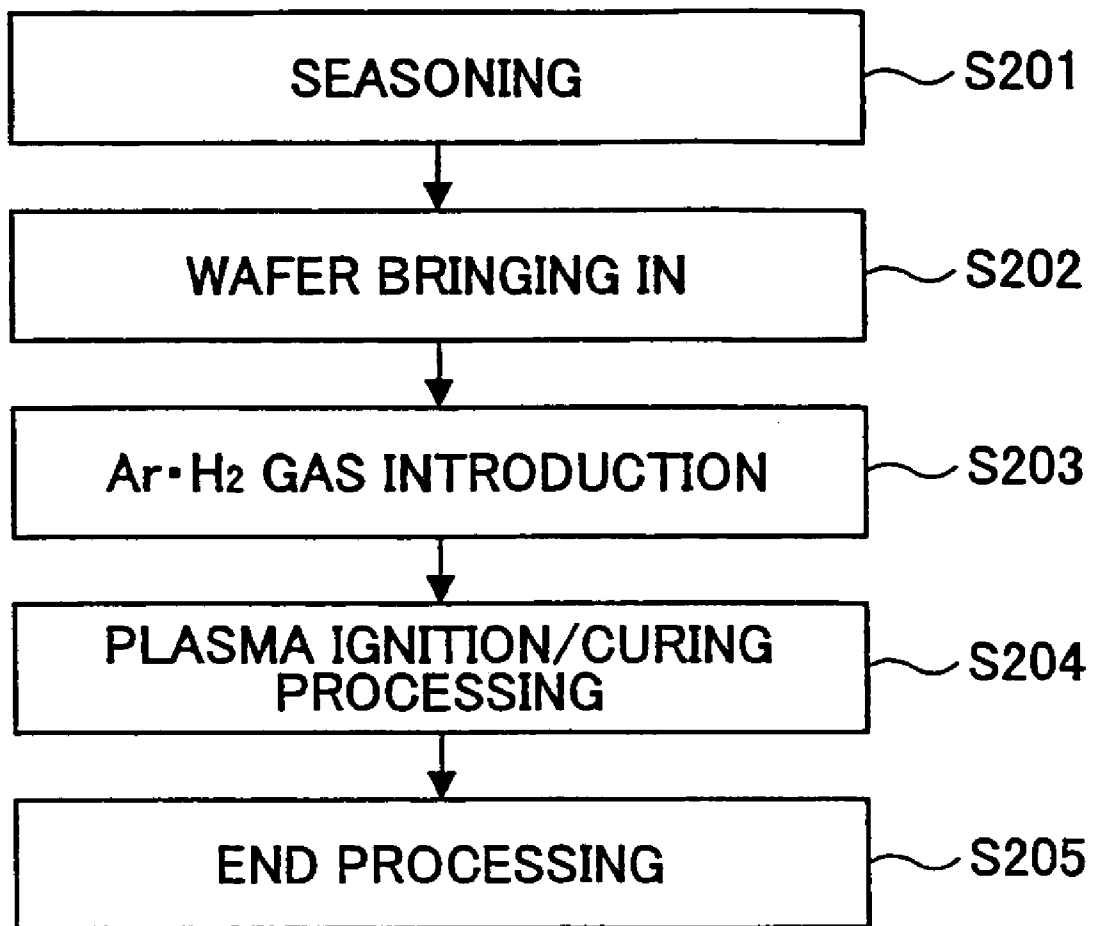 SEASONING
S201
WAFER BRINGING IN
S202
Ar·H2 GAS INTRODUCTION
S203
PLASMA IGNITION/CURING
PROCESSING
S204
END PROCESSING
S205